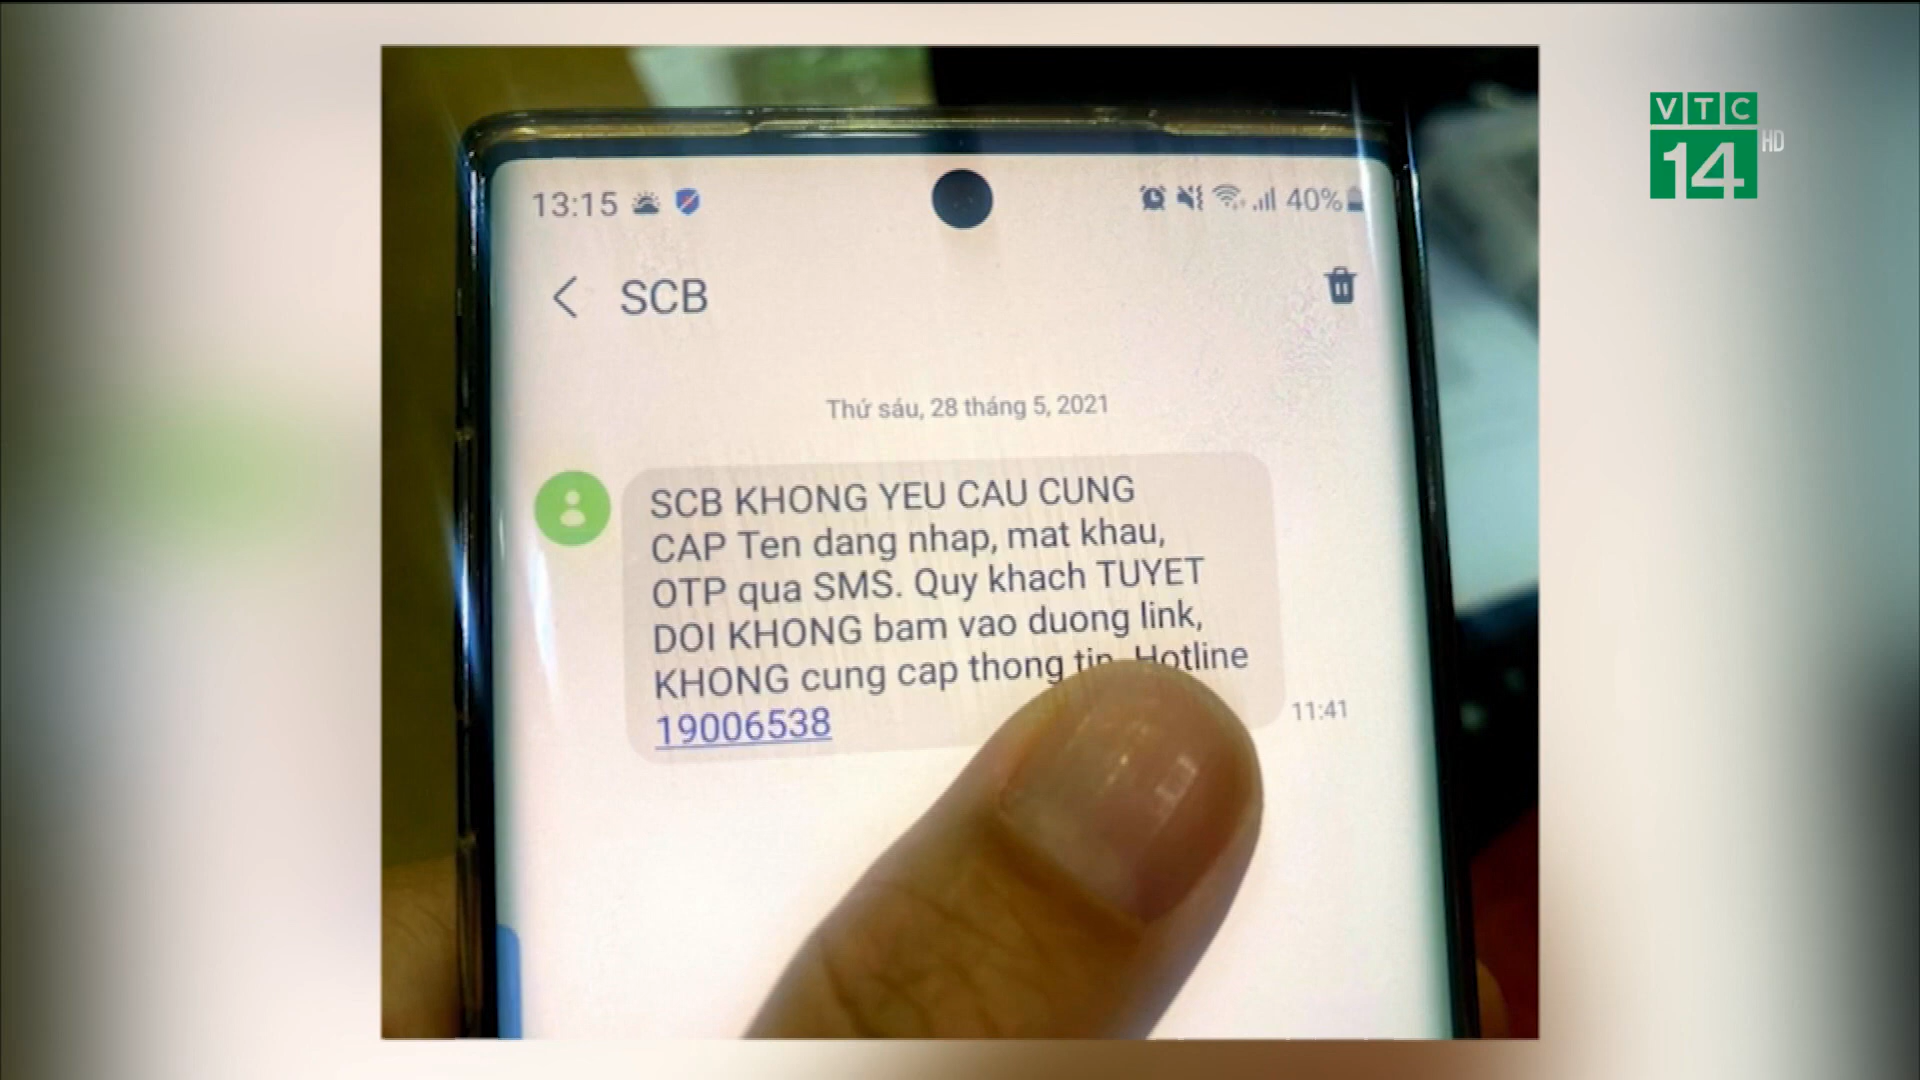 VTC
14 HD
13:15 40%
SCB
Thứ sáu, 28 tháng 5, 2021
SCB KHONG YEU CAU CUNG
CAP Ten dang nhap, mat khau,
OTP qua SMS. Quy khach TUYET
DOI KHONG bam vao duong link,
KHONG cung cap thong tin. Hotline
19006538
11:41